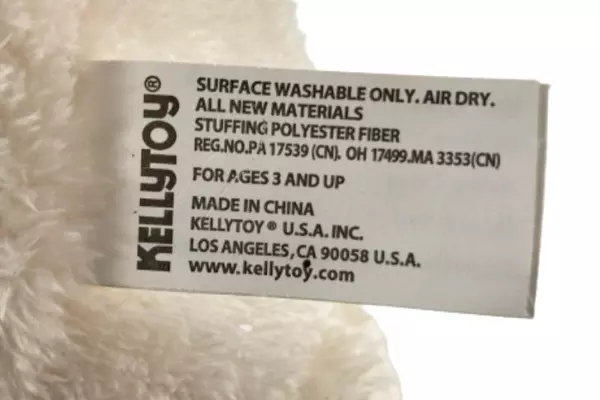 KELLYTOY®
SURFACE WASHABLE ONLY. AIR DRY.
ALL NEW MATERIALS
STUFFING POLYESTER FIBER
REG.NO.PA 17539 (CN). OH 17499.MA 3353(CN)
FOR AGES 3 AND UP
MADE IN CHINA
KELLYTOY ® U.S.A. INC.
LOS ANGELES, CA 90058 U.S.A.
www.kellytoy.com